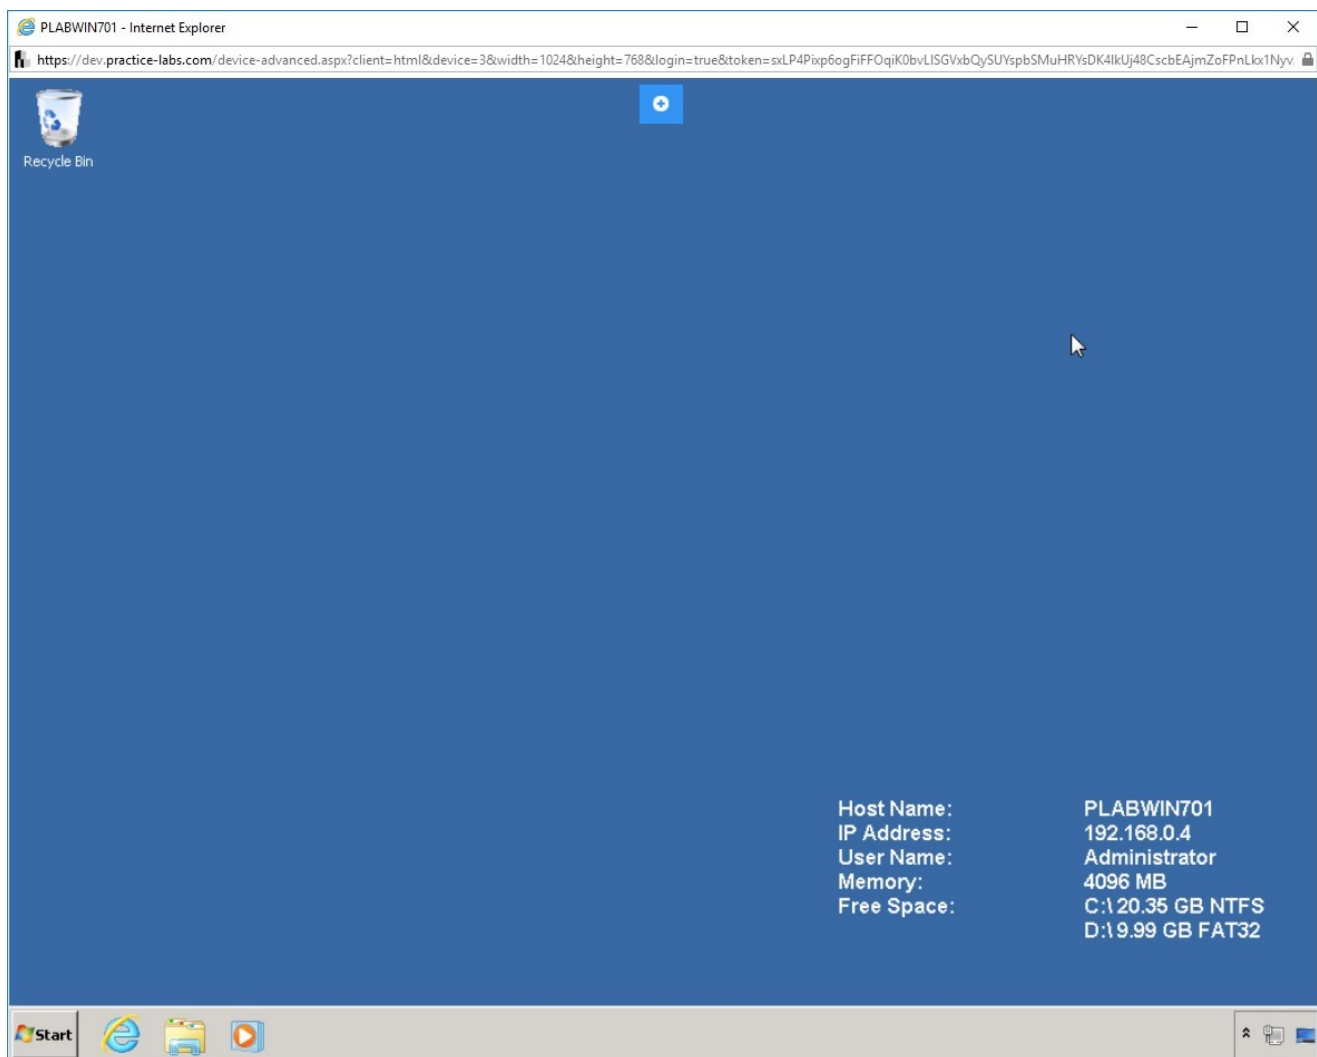 PLABWIN701 - Internet Explorer
https://dev.practice-labs.com/device-advanced.aspx?client=html&device=3&width=1024&height=768&login=true&token=sxLP4Pixp6ogFiFFOqiK0bvLISGVxbQySUYspbSMuHRYsDK4IkUj48CscbEAjmZoFPnLkx1Nyv
Recycle Bin
Host Name: PLABWIN701
IP Address: 192.168.0.4
User Name: Administrator
Memory: 4096 MB
Free Space: C:\ 20.35 GB NTFS
D:\ 9.99 GB FAT32
Start